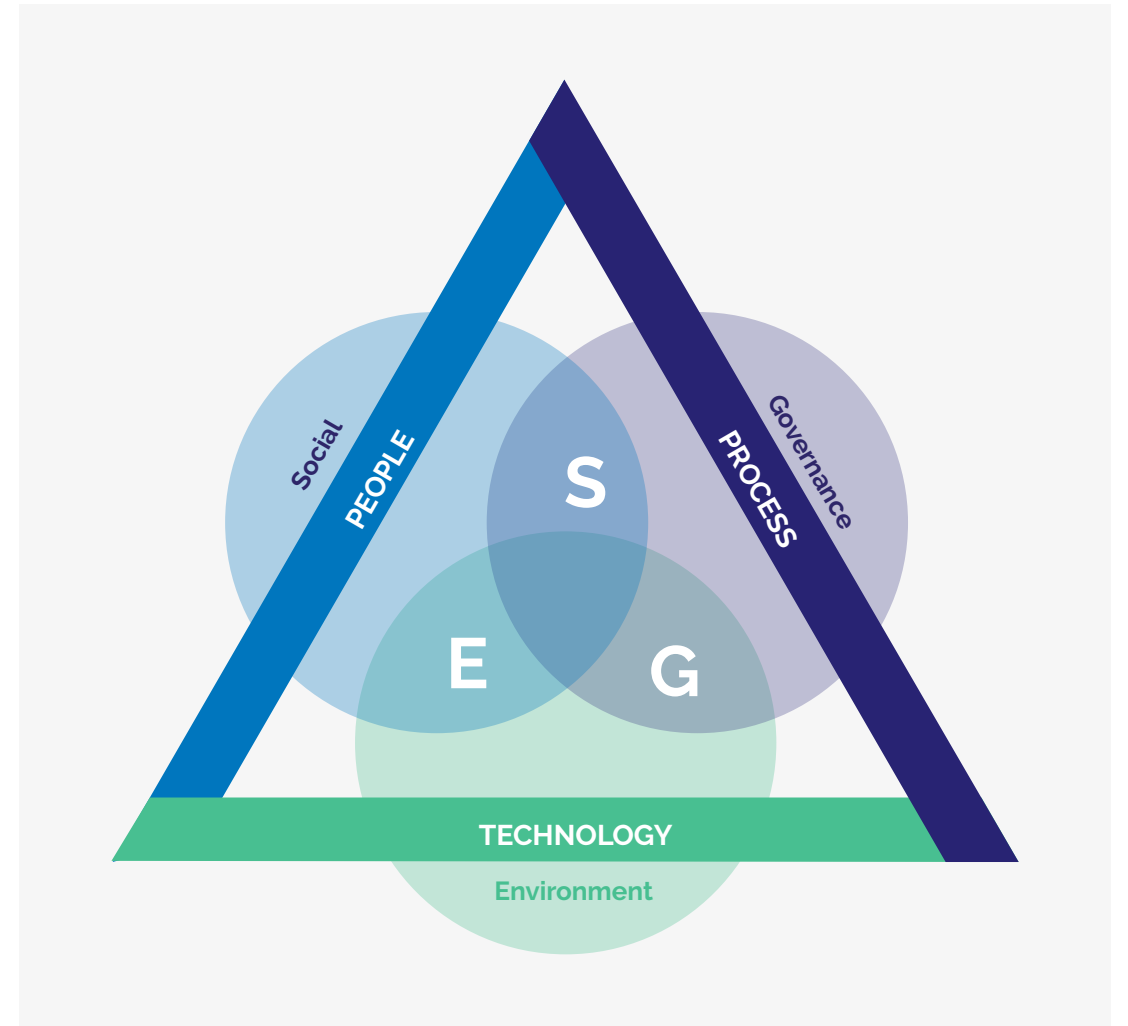 Social
PEOPLE
Governance
PROCESS
S
E
G
TECHNOLOGY
Environment